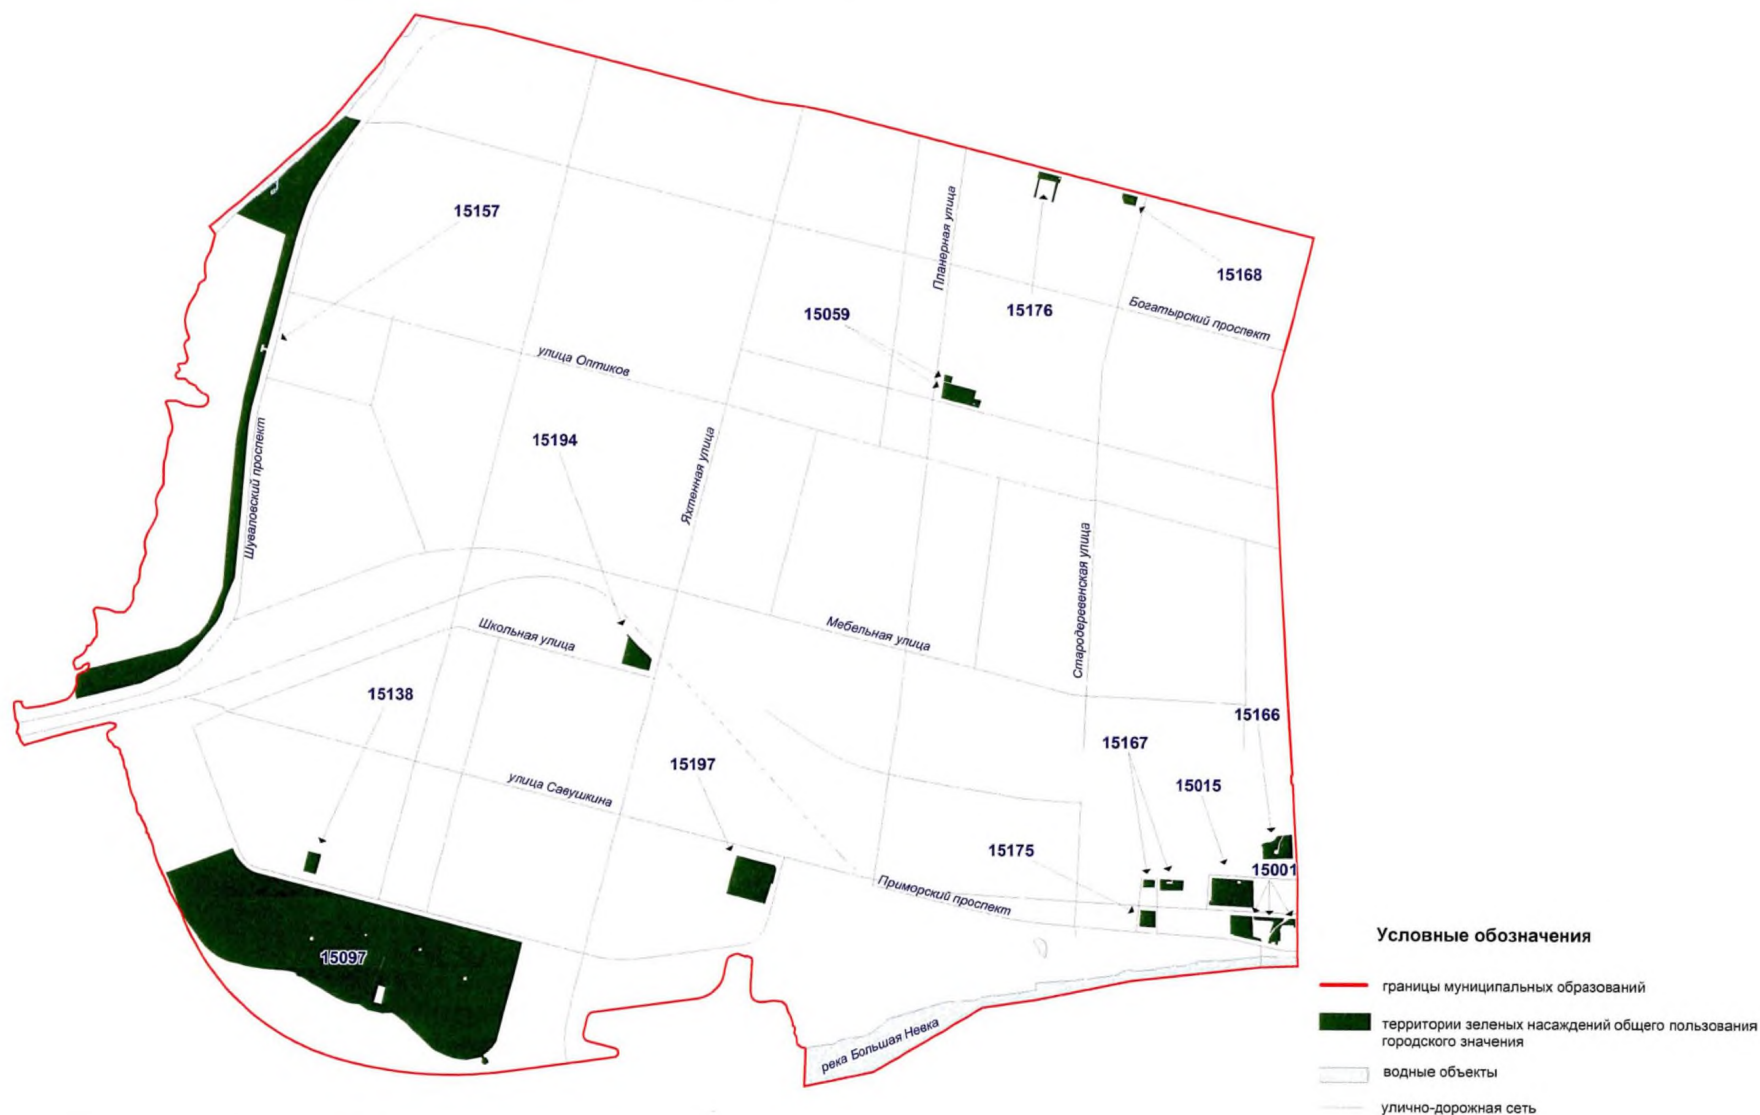 15157
Планерная улица
15168
15176
15059
Богатырский проспект
улица Оптиков
15194
Яхтенная улица
Шуваловский проспект
Стародеревенская улица
Школьная улица
Мебельная улица
15138
15166
15167
15197
15015
улица Савушкина
15175
15001
Приморский проспект
15097
река Большая Невка
Условные обозначения
границы муниципальных образований
территории зеленых насаждений общего пользования
городского значения
водные объекты
улично-дорожная сеть